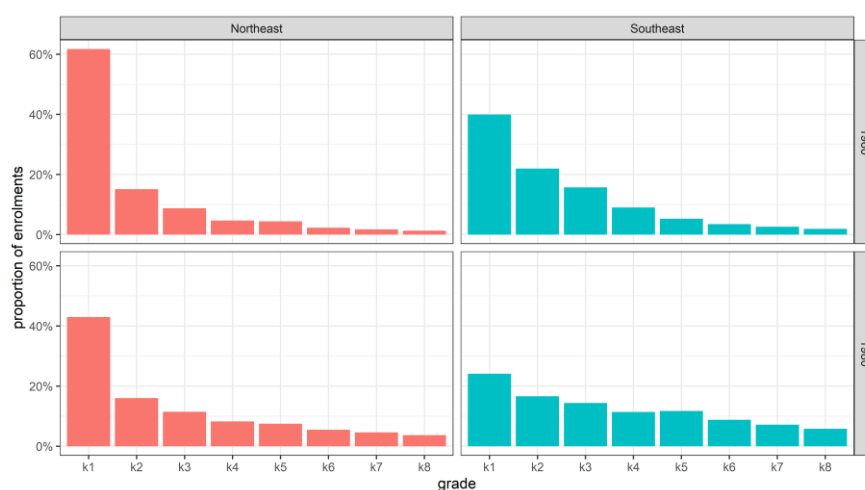 Northeast
Southeast
60%
40%
20%
0%
60%
40%
20%
0%
proportion of enrolments
k1 k2 k3 k4 k5 k6 k7 k8
k1 k2 k3 k4 k5 k6 k7 k8
grade